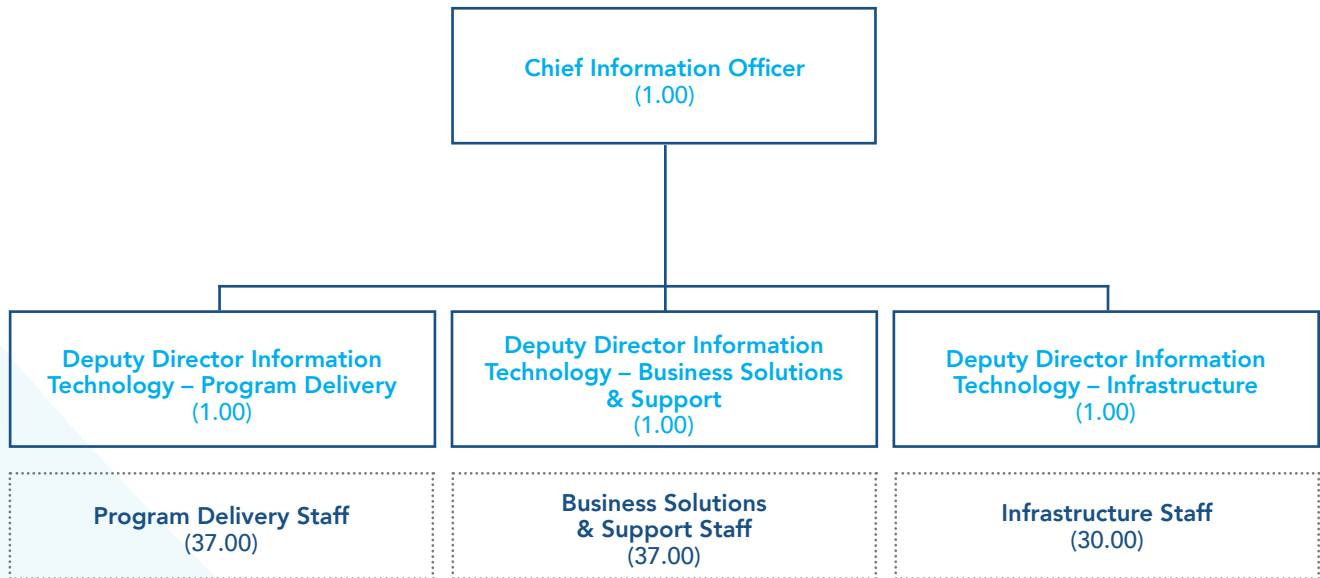 Chief Information Officer
(1.00)
Deputy Director Information
Technology – Program Delivery
(1.00)
Deputy Director Information
Technology – Business Solutions
& Support
(1.00)
Deputy Director Information
Technology – Infrastructure
(1.00)
Program Delivery Staff
(37.00)
Business Solutions
& Support Staff
(37.00)
Infrastructure Staff
(30.00)